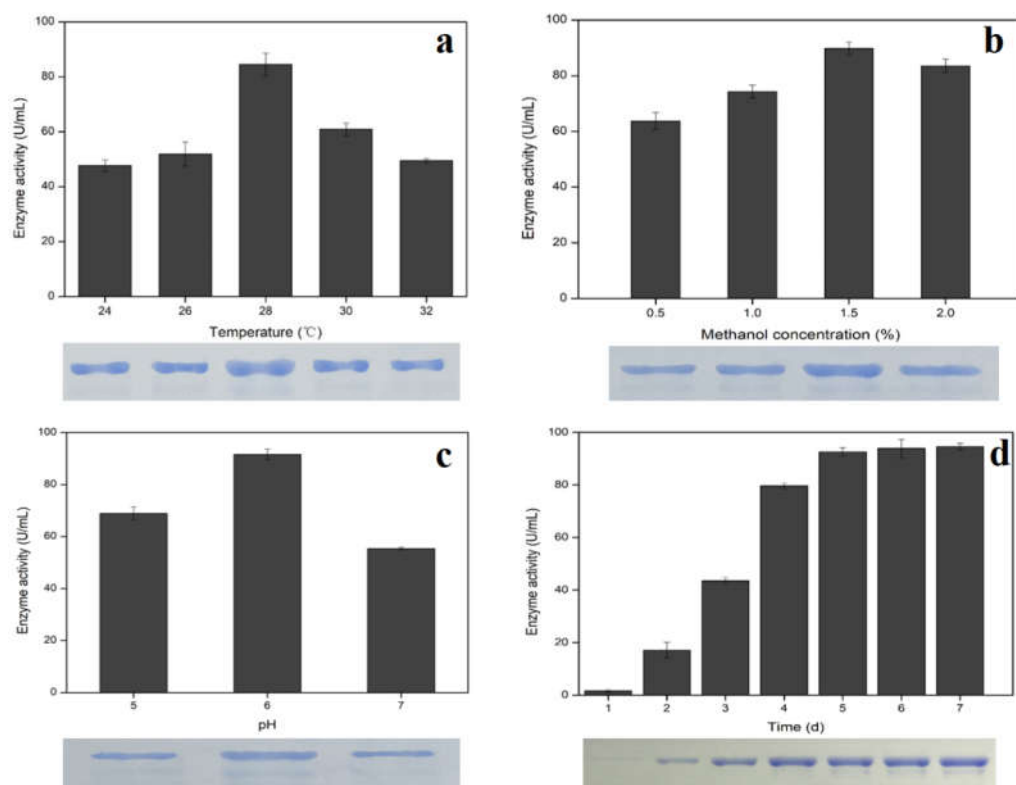 a
Enzyme activity (U/mL)
100
80
60
40
20
0
24 26 28 30 32
Temperature (℃)
b
Enzyme activity (U/mL)
100
80
60
40
20
0
0.5 1.0 1.5 2.0
Methanol concentration (%)
c
Enzyme activity (U/mL)
100
80
60
40
20
0
5 6 7
pH
d
Enzyme activity (U/mL)
100
80
60
40
20
0
1 2 3 4 5 6 7
Time (d)